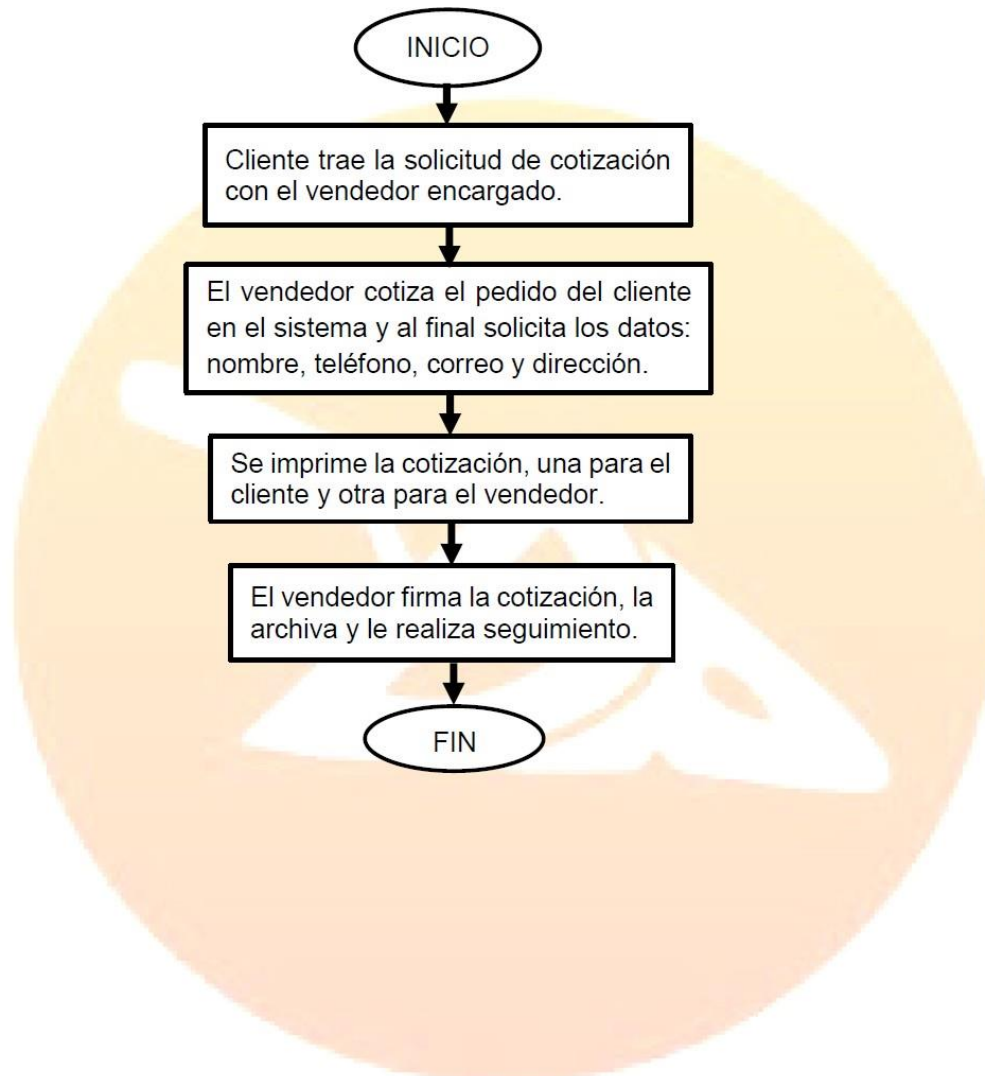 INICIO
Cliente trae la solicitud de cotización
con el vendedor encargado.
El vendedor cotiza el pedido del cliente
en el sistema y al final solicita los datos:
nombre, teléfono, correo y dirección.
Se imprime la cotización, una para el
cliente y otra para el vendedor.
El vendedor firma la cotización, la
archiva y le realiza seguimiento.
FIN